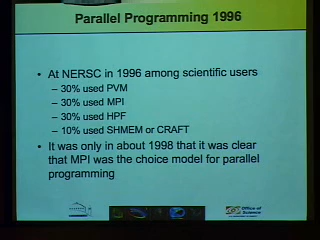 Parallel Programming 1996
• At NERSC in 1996 among scientific users
– 30% used PVM
– 30% used MPI
– 30% used HPF
– 10% used SHMEM or CRAFT
• It was only in about 1998 that it was clear
that MPI was the choice model for parallel
programming
Office of
Science